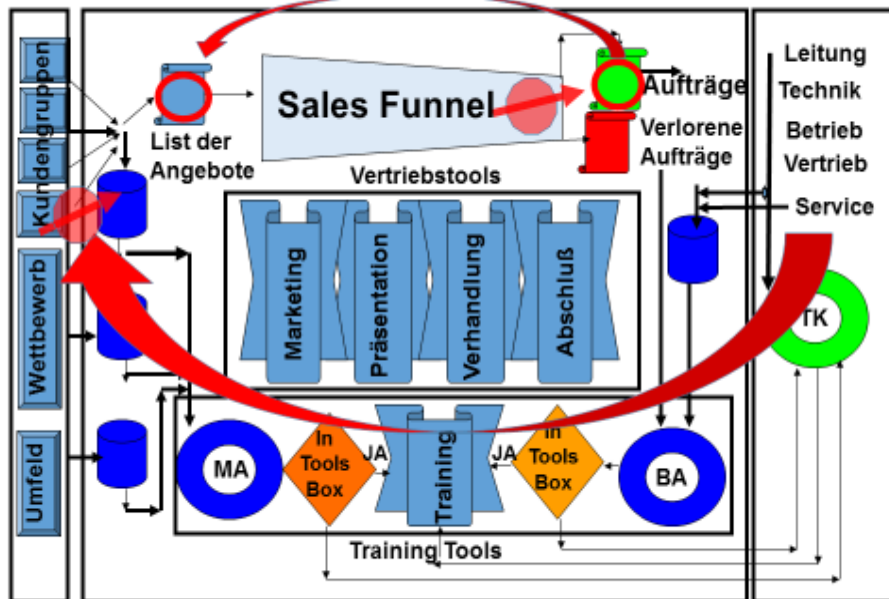 Kundengruppen
Wettbewerb
Umfeld
List der
Angebote
Sales Funnel
Aufträge
Verlorene
Aufträge
Vertriebstools
Marketing
Präsentation
Verhandlung
Abschluß
MA
In
Tools
Box
JA
Training
JA
In
Tools
Box
BA
Training Tools
Leitung
Technik
Betrieb
Vertrieb
Service
TK